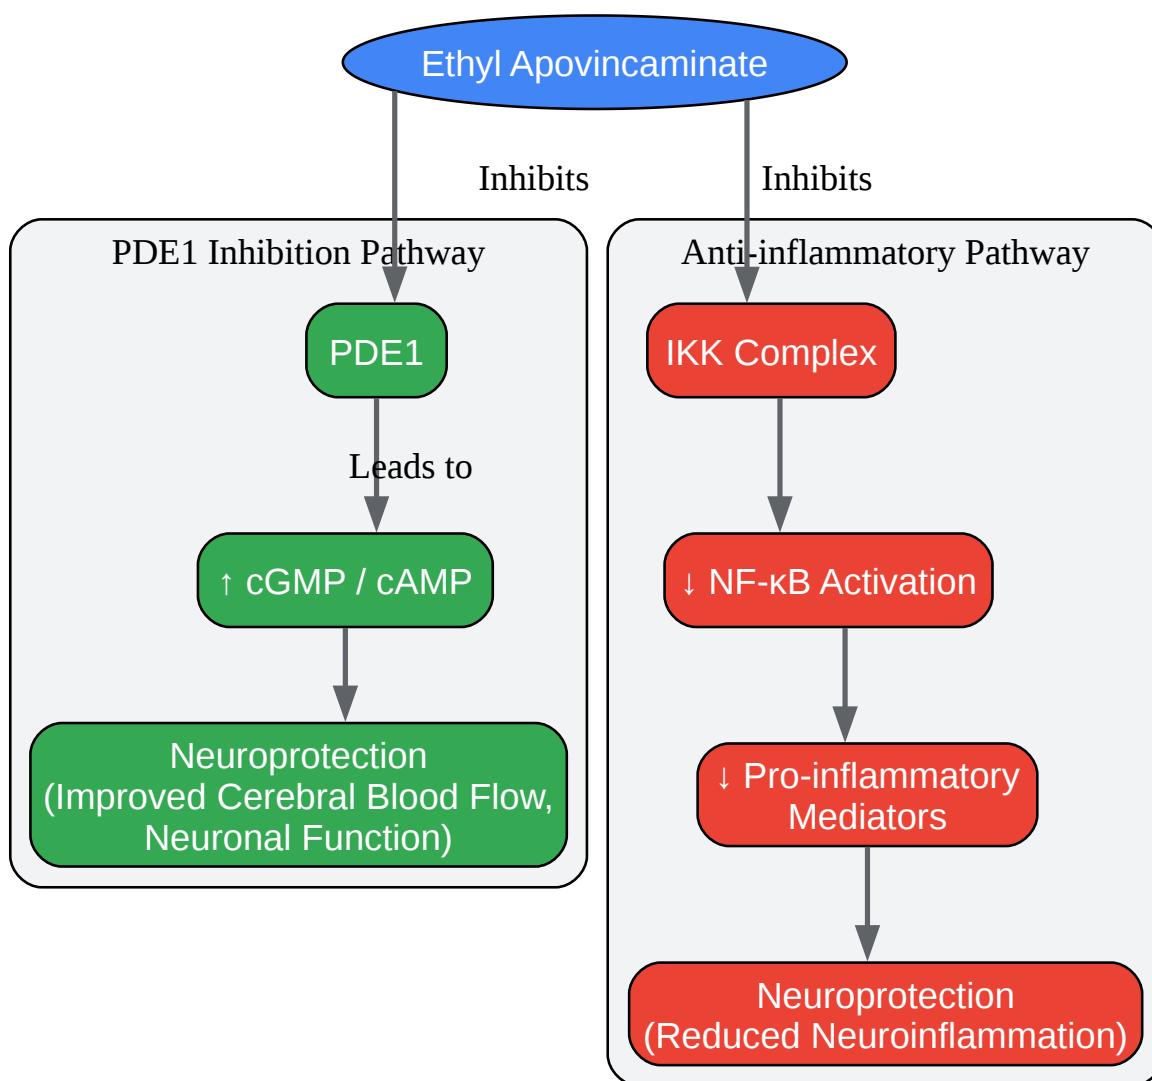 Ethyl Apovincaminate
Inhibits
Inhibits
PDE1 Inhibition Pathway
PDE1
Leads to
↑ cGMP / cAMP
Neuroprotection
(Improved Cerebral Blood Flow,
Neuronal Function)
Anti-inflammatory Pathway
IKK Complex
↓ NF-κB Activation
↓ Pro-inflammatory
Mediators
Neuroprotection
(Reduced Neuroinflammation)